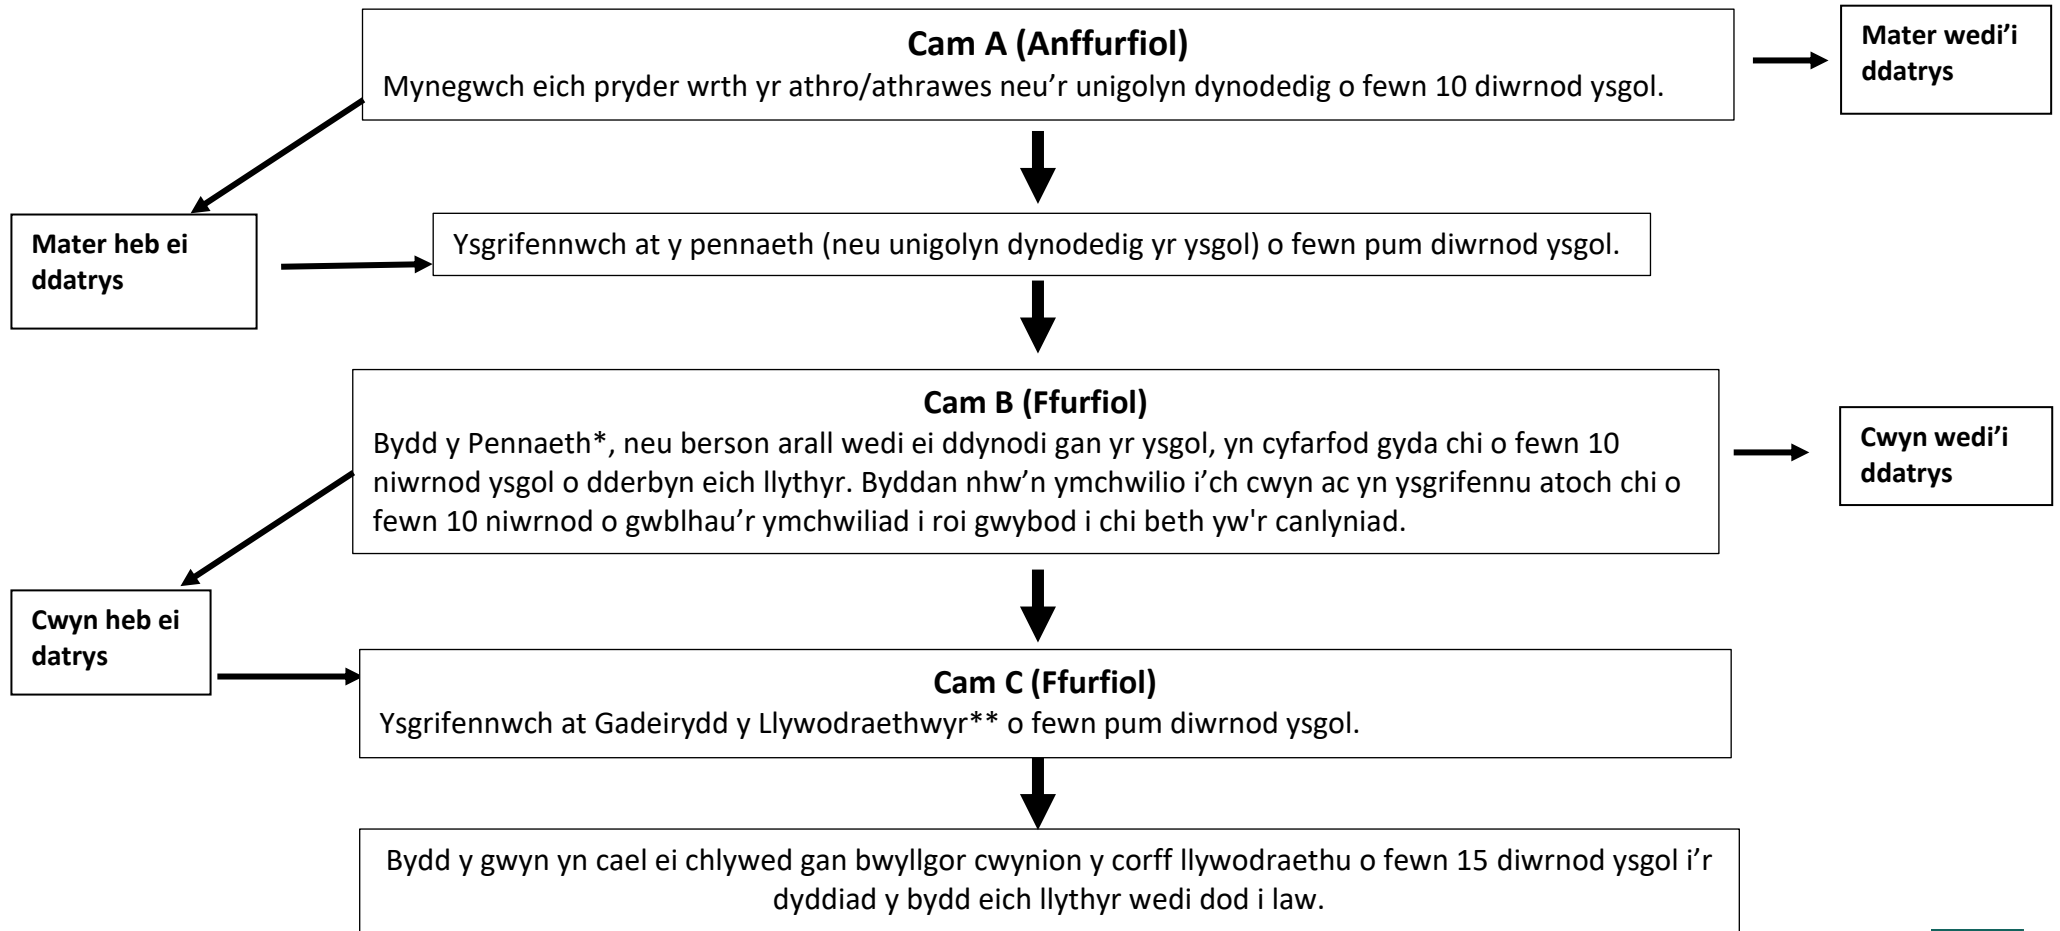 Cam A (Anffurfiol)
Mynegwch eich pryder wrth yr athro/athrawes neu'r unigolyn dynodedig o fewn 10 diwrnod ysgol.
Mater wedi'i
ddatrys
Mater heb ei
ddatrys
Ysgrifennwch at y pennaeth (neu unigolyn dynodedig yr ysgol) o fewn pum diwrnod ysgol.
Cam B (Ffurfiol)
Bydd y Pennaeth*, neu berson arall wedi ei ddynodi gan yr ysgol, yn cyfarfod gyda chi o fewn 10
niwrnod ysgol o dderbyn eich llythyr. Byddan nhw'n ymchwilio i'ch cwyn ac yn ysgrifennu atoch chi o
fewn 10 niwrnod o gwblhau'r ymchwiliad i roi gwybod i chi beth yw'r canlyniad.
Cwyn wedi'i
ddatrys
Cwyn heb ei
datrys
Cam C (Ffurfiol)
Ysgrifennwch at Gadeirydd y Llywodraethwyr** o fewn pum diwrnod ysgol.
Bydd y gwyn yn cael ei chlywed gan bwyllgor cwynion y corff llywodraethu o fewn 15 diwrnod ysgol i'r
dyddiad y bydd eich llythyr wedi dod i law.